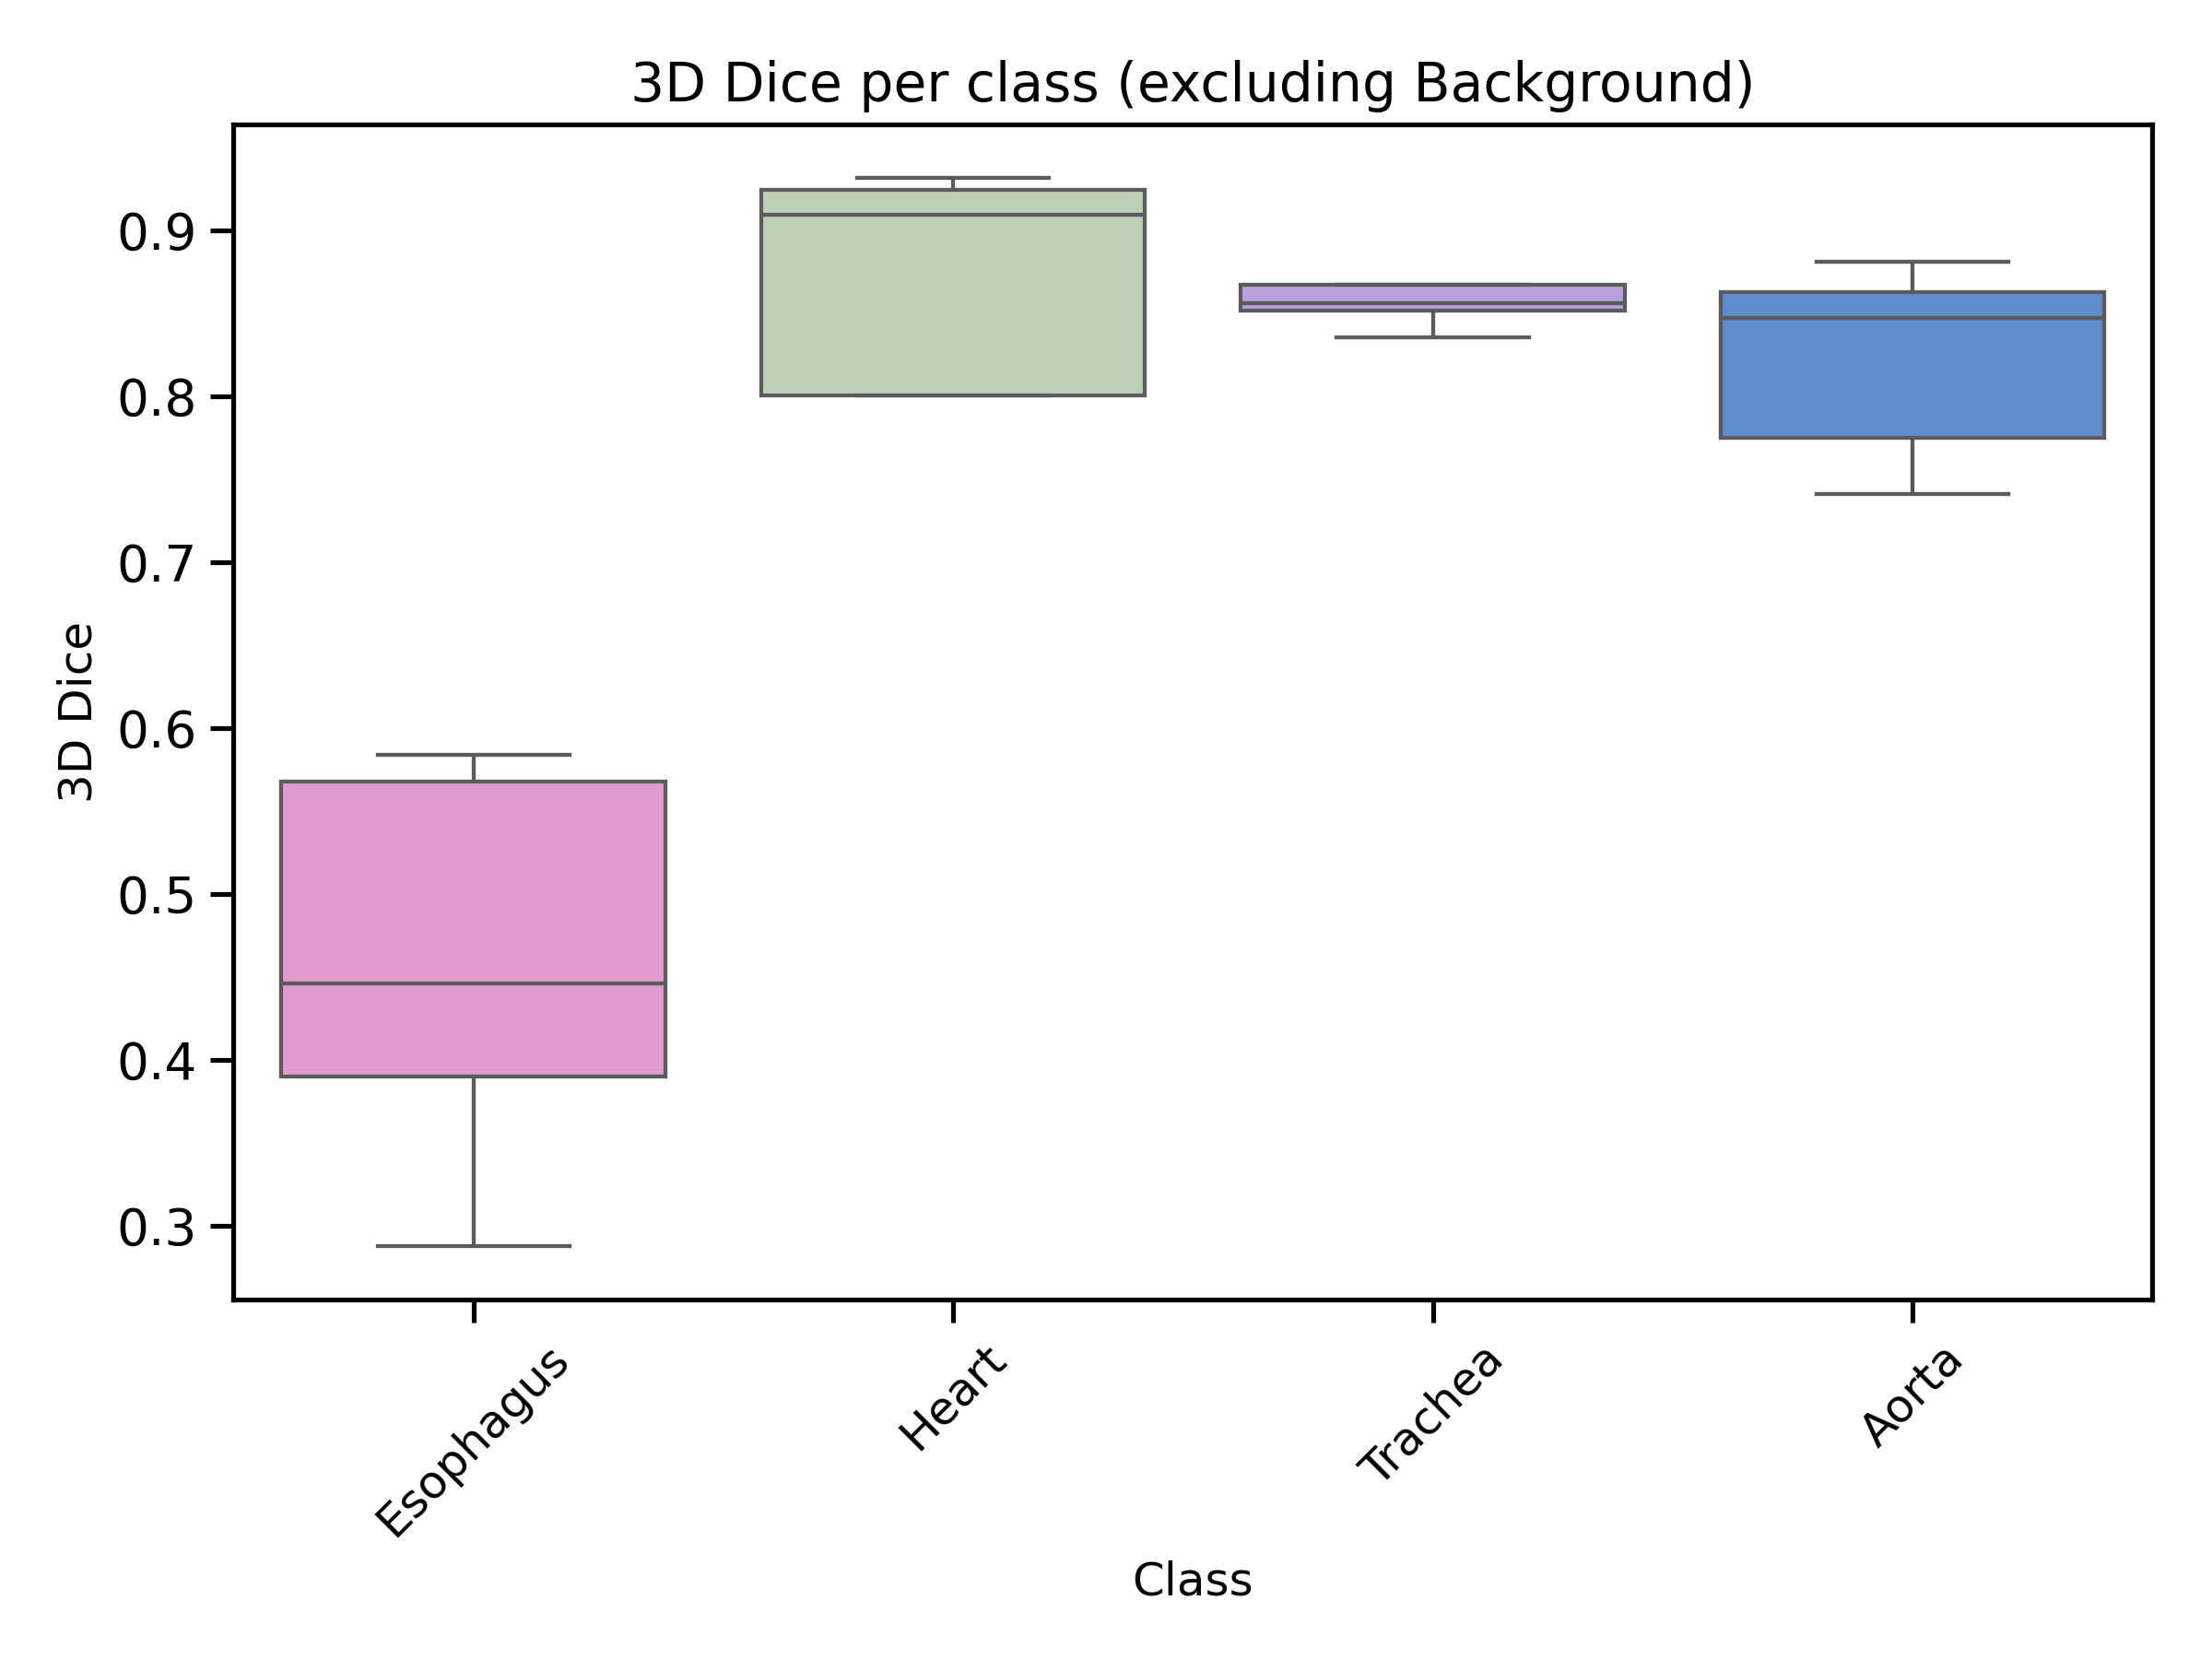 3D Dice per class (excluding Background)
3D Dice
0.9
0.8
0.7
0.6
0.5
0.4
0.3
Esophagus
Heart
Trachea
Aorta
Class